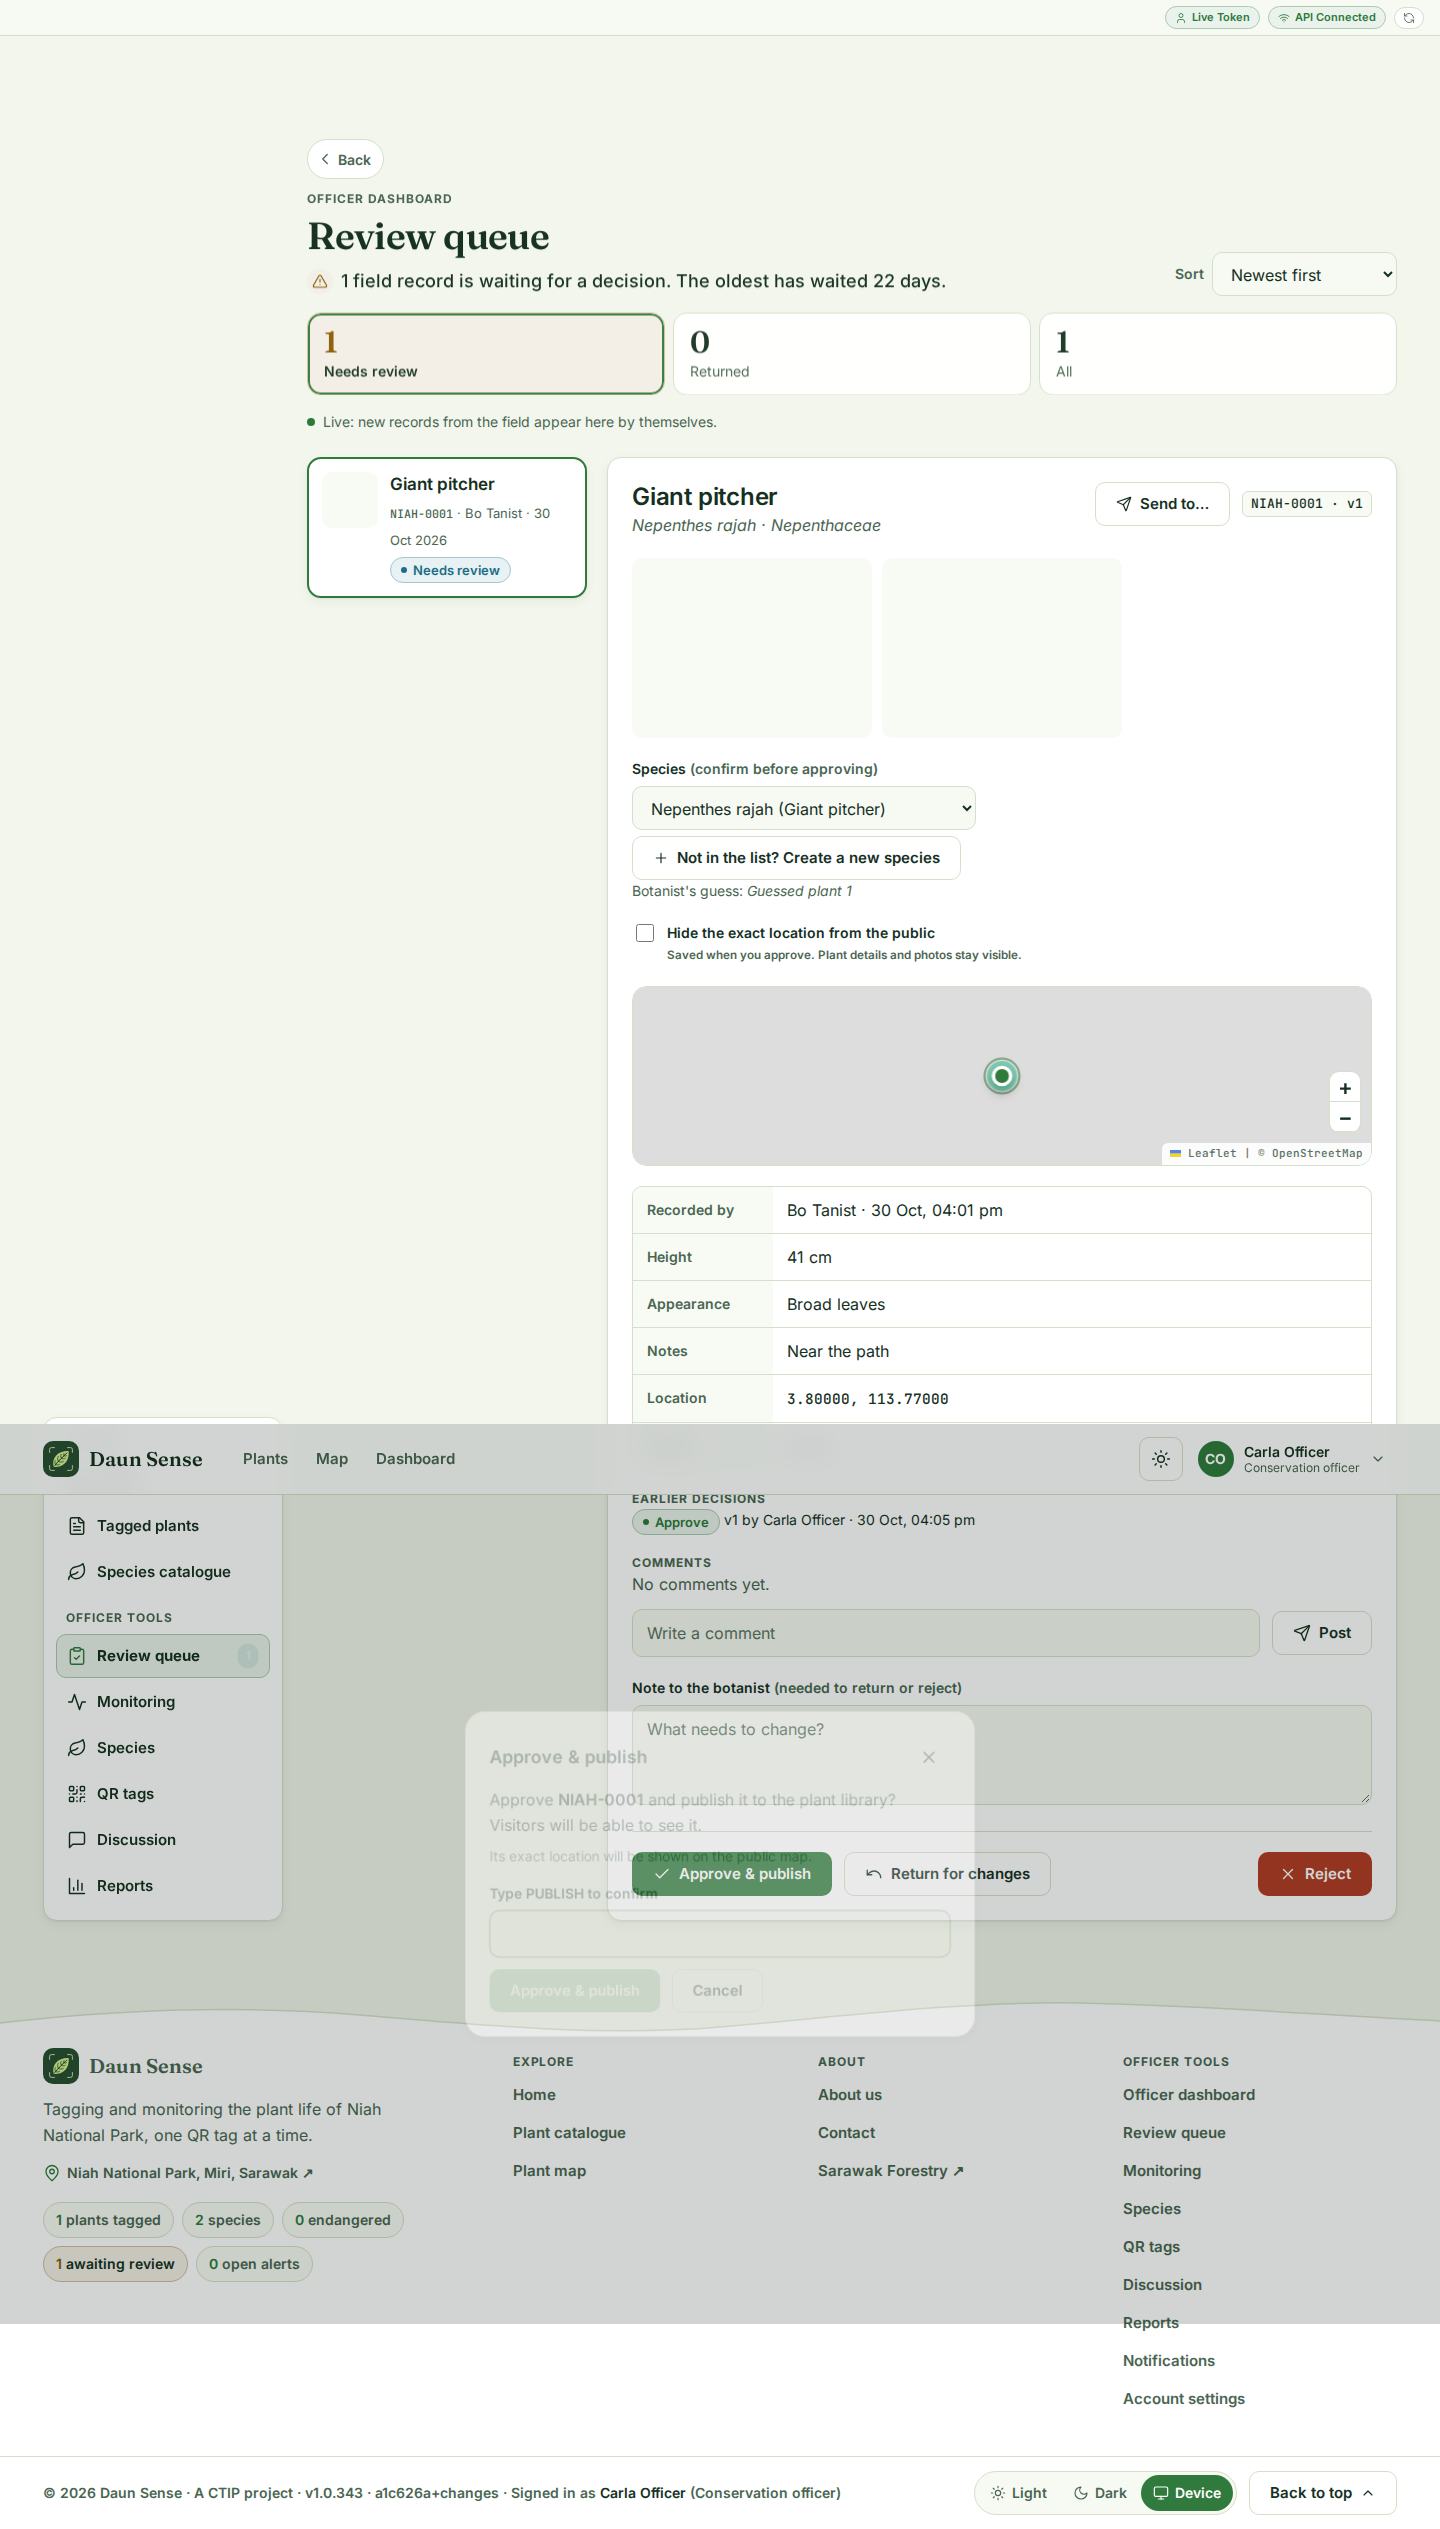 Live Token
API Connected
Back
OFFICER DASHBOARD
Review queue
1 field record is waiting for a decision. The oldest has waited 22 days.
Sort
Newest first
1
Needs review
0
Returned
1
All
Live: new records from the field appear here by themselves.
Giant pitcher
NIAH-0001 · Bo Tanist · 30
Oct 2026
Needs review
Giant pitcher
Nepenthes rajah · Nepenthaceae
Send to...
NIAH-0001 · v1
Species (confirm before approving)
Nepenthes rajah (Giant pitcher)
Not in the list? Create a new species
Botanist's guess: Guessed plant 1
Hide the exact location from the public
Saved when you approve. Plant details and photos stay visible.
+
−
Leaflet | © OpenStreetMap
Recorded by
Bo Tanist · 30 Oct, 04:01 pm
Height
41 cm
Appearance
Broad leaves
Notes
Near the path
Location
3.80000, 113.77000
Daun Sense
Plants
Map
Dashboard
CO
Carla Officer
Conservation officer
Tagged plants
Species catalogue
OFFICER TOOLS
Review queue
1
Monitoring
Species
QR tags
Discussion
Reports
EARLIER DECISIONS
Approve
v1 by Carla Officer · 30 Oct, 04:05 pm
COMMENTS
No comments yet.
Write a comment
Post
Note to the botanist (needed to return or reject)
What needs to change?
Approve & publish
Return for changes
Reject
Approve & publish
Approve NIAH-0001 and publish it to the plant library?
Visitors will be able to see it.
Its exact location will be shown on the public map.
Type PUBLISH to confirm
Approve & publish
Cancel
Daun Sense
Tagging and monitoring the plant life of Niah
National Park, one QR tag at a time.
Niah National Park, Miri, Sarawak ↗
1 plants tagged
2 species
0 endangered
1 awaiting review
0 open alerts
EXPLORE
Home
Plant catalogue
Plant map
ABOUT
About us
Contact
Sarawak Forestry ↗
OFFICER TOOLS
Officer dashboard
Review queue
Monitoring
Species
QR tags
Discussion
Reports
Notifications
Account settings
© 2026 Daun Sense · A CTIP project · v1.0.343 · a1c626a+changes · Signed in as Carla Officer (Conservation officer)
Light
Dark
Device
Back to top